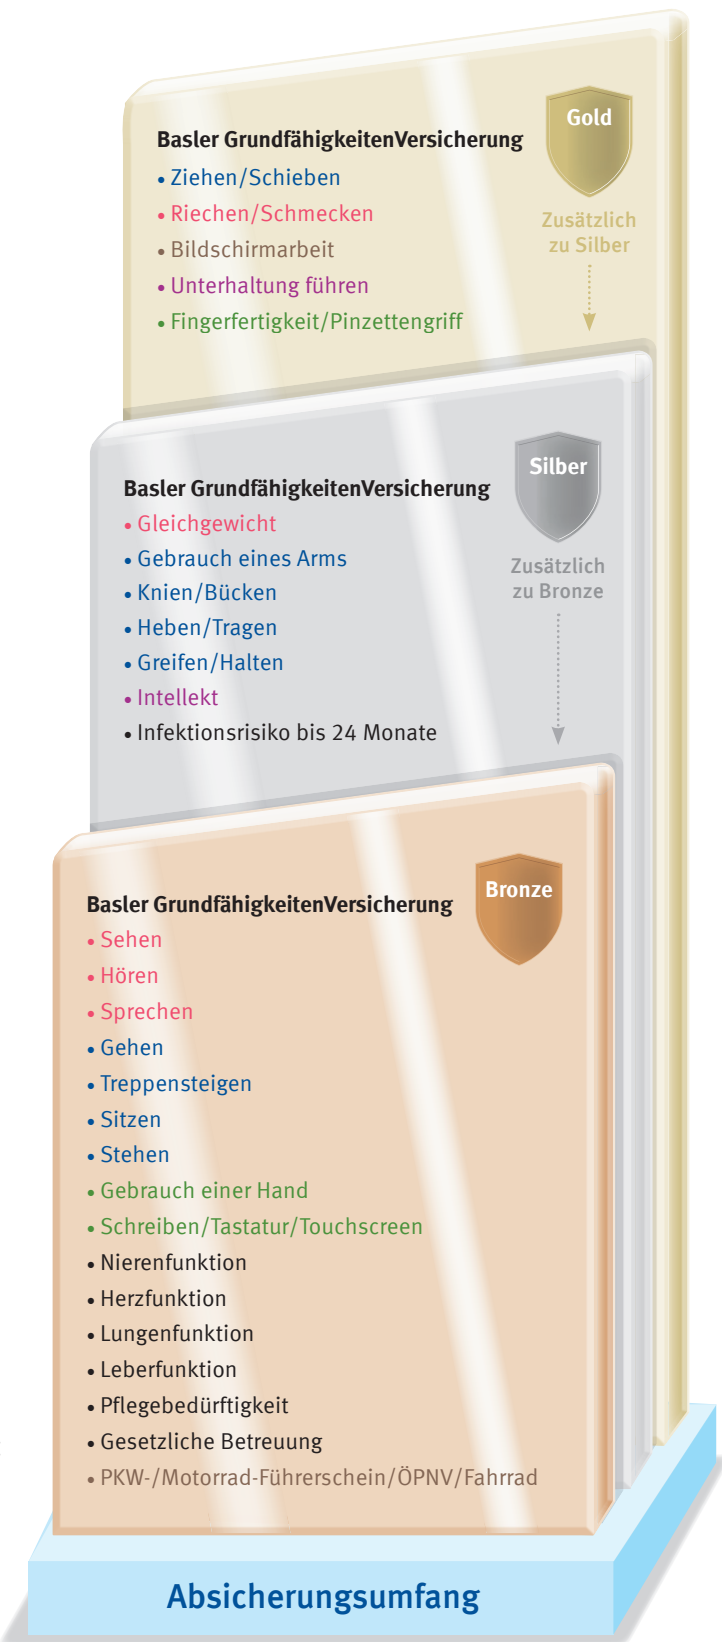 Gold
Basler GrundfähigkeitenVersicherung
• Ziehen/Schieben
• Riechen/Schmecken
• Bildschirmarbeit
• Unterhaltung führen
• Fingerfertigkeit/Pinzettengriff
Zusätzlich
zu Silber
Silber
Basler GrundfähigkeitenVersicherung
• Gleichgewicht
• Gebrauch eines Arms
• Knien/Bücken
• Heben/Tragen
• Greifen/Halten
• Intellekt
• Infektionsrisiko bis 24 Monate
Zusätzlich
zu Bronze
Bronze
Basler GrundfähigkeitenVersicherung
• Sehen
• Hören
• Sprechen
• Gehen
• Treppensteigen
• Sitzen
• Stehen
• Gebrauch einer Hand
• Schreiben/Tastatur/Touchscreen
• Nierenfunktion
• Herzfunktion
• Lungenfunktion
• Leberfunktion
• Pflegebedürftigkeit
• Gesetzliche Betreuung
• PKW-/Motorrad-Führerschein/ÖPNV/Fahrrad
Absicherungsumfang